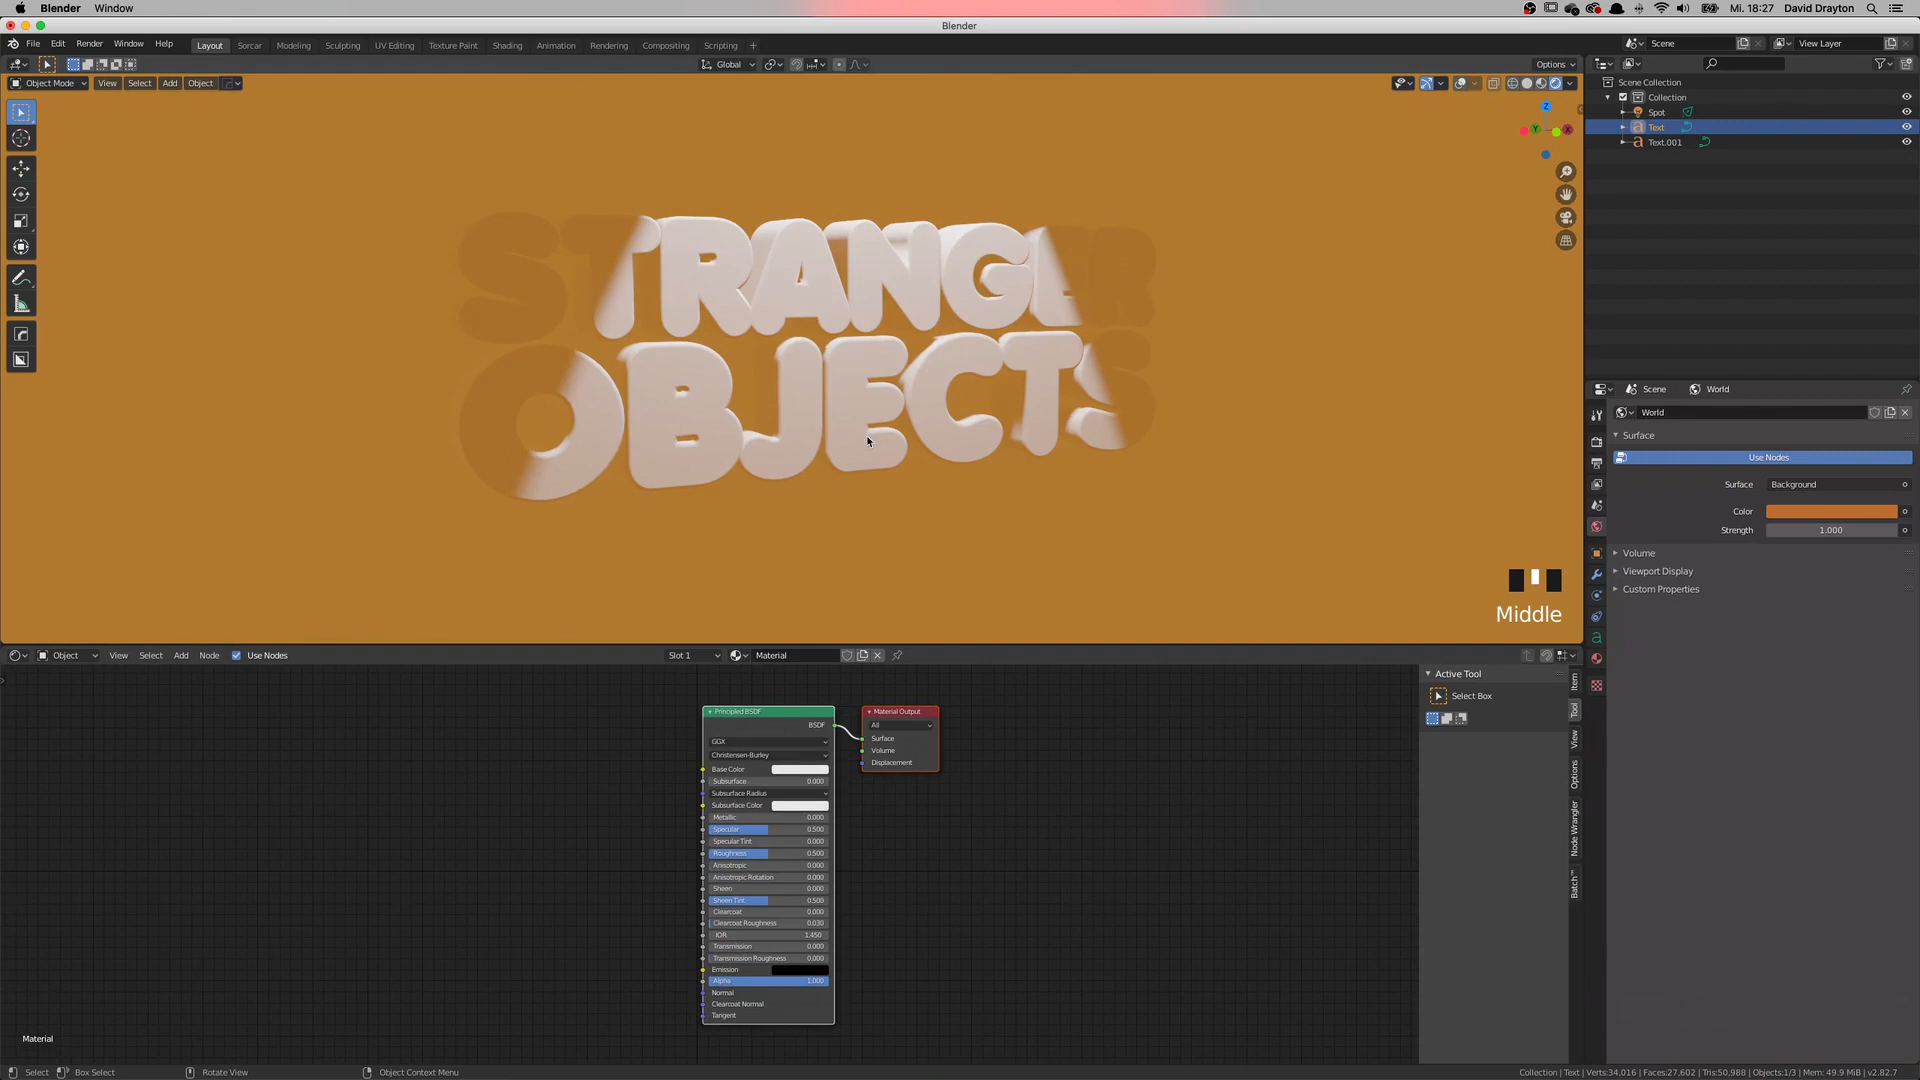 Blender Window Mi. 18:27 David Drayton
Blender
File Edit Render Window Help Layout Sorcar Modeling Sculpting UV Editing Texture Paint Shading Animation Rendering Compositing Scripting + Scene View Layer
Global Options
Object Mode View Select Add Object
Scene Collection
Collection
Spot
Text
Text.001
Z
Y X
STRANGER
OBJECTS
Scene World
World
Surface
Use Nodes
Surface Background
Color
Strength 1.000
Volume
Viewport Display
Custom Properties
Middle
Object View Select Add Node Use Nodes Slot 1 Material
Active Tool
Select Box
Item
Tool
View
Options
Node Wrangler
Batch™
Principled BSDF
BSDF
GGX
Christensen-Burley
Base Color
Subsurface 0.000
Subsurface Radius
Subsurface Color
Metallic 0.000
Specular 0.500
Specular Tint 0.000
Roughness 0.500
Anisotropic 0.000
Anisotropic Rotation 0.000
Sheen 0.000
Sheen Tint 0.500
Clearcoat 0.000
Clearcoat Roughness 0.030
IOR 1.450
Transmission 0.000
Transmission Roughness 0.000
Emission
Alpha 1.000
Normal
Clearcoat Normal
Tangent
Material Output
All
Surface
Volume
Displacement
Material
Select Box Select Rotate View Object Context Menu Collection | Text | Verts:34,016 | Faces:27,602 | Tris:50,988 | Objects:1/3 | Mem: 49.9 MiB | v2.82.7